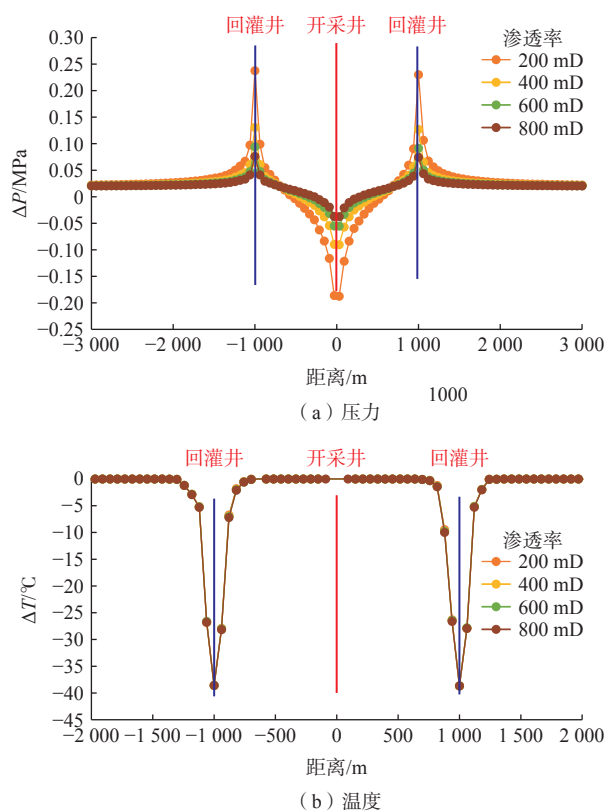 回灌井 开采井 回灌井
渗透率
200 mD
400 mD
600 mD
800 mD
0.30
0.25
0.20
0.15
0.10
0.05
0
−0.05
−0.10
−0.15
−0.20
−0.25
ΔP/MPa
−3 000 −2 000 −1 000 0 1 000 2 000 3 000
距离/m
1000
（a）压力
回灌井 开采井 回灌井
0
−5
−10
−15
−20
−25
−30
−35
−40
−45
ΔT/℃
渗透率
200 mD
400 mD
600 mD
800 mD
−2 000 −1 500 −1 000 −500 0 500 1 000 1 500 2 000
距离/m
（b）温度